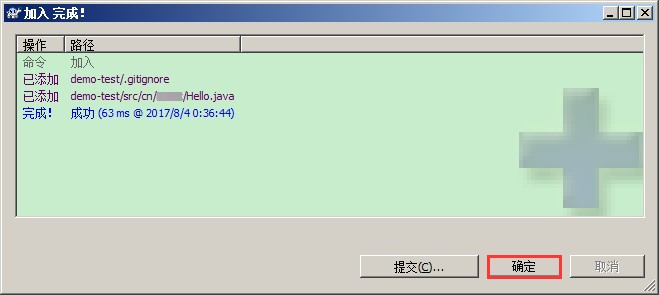 加入 完成!
操作 路径
命令 加入
已添加 demo-test/.gitignore
已添加 demo-test/src/cn/ /Hello.java
完成! 成功 (63 ms @ 2017/8/4 0:36:44)
提交(C)... 确定 取消